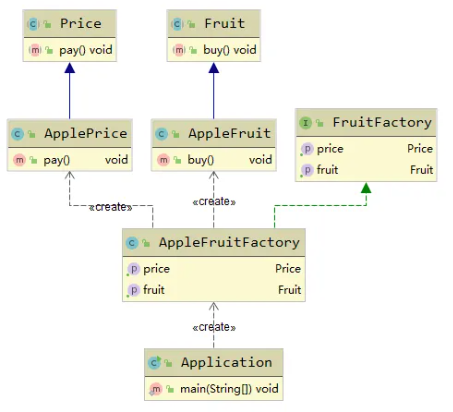 Price
pay() void
Fruit
buy() void
ApplePrice
pay() void
AppleFruit
buy() void
FruitFactory
price Price
fruit Fruit
«create»
«create»
AppleFruitFactory
price Price
fruit Fruit
«create»
Application
main(String[]) void